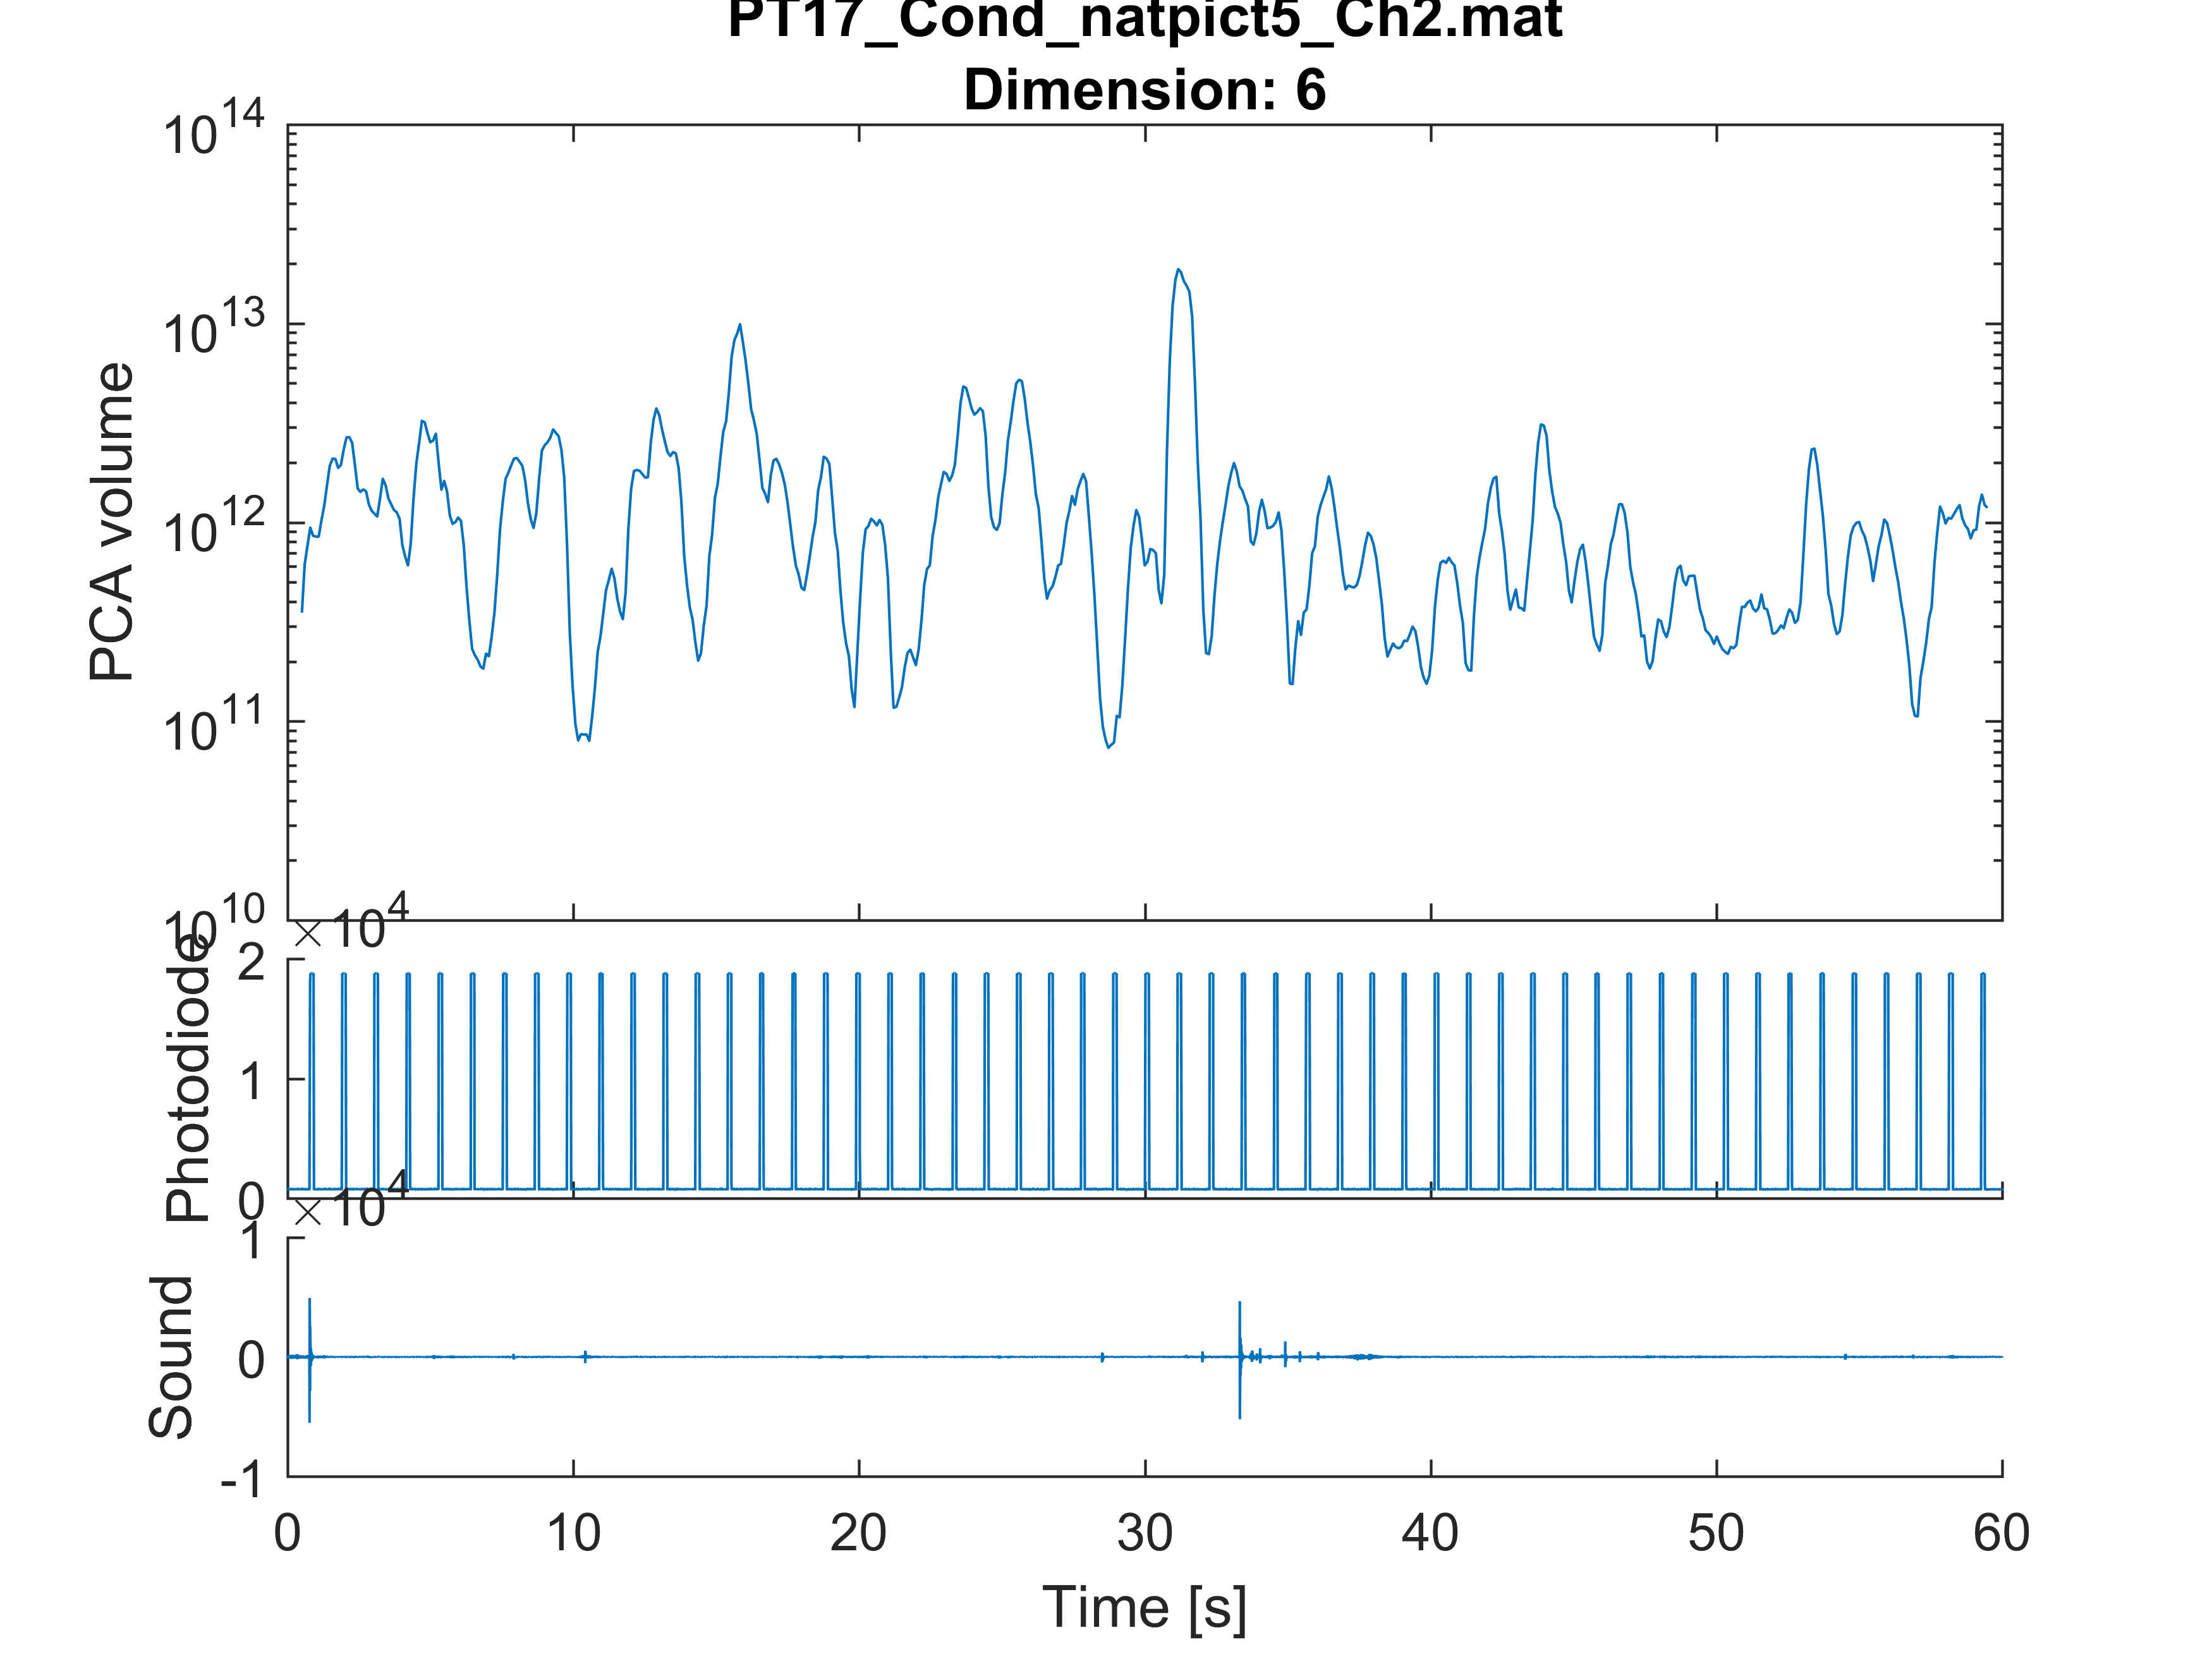 PT17_Cond_natpict5_Ch2.mat
Dimension: 6
PCA volume
10^14
10^13
10^12
10^11
10^10
×10^4
Photodiode
2
1
0
×10^4
Sound
1
0
-1
0 10 20 30 40 50 60
Time [s]